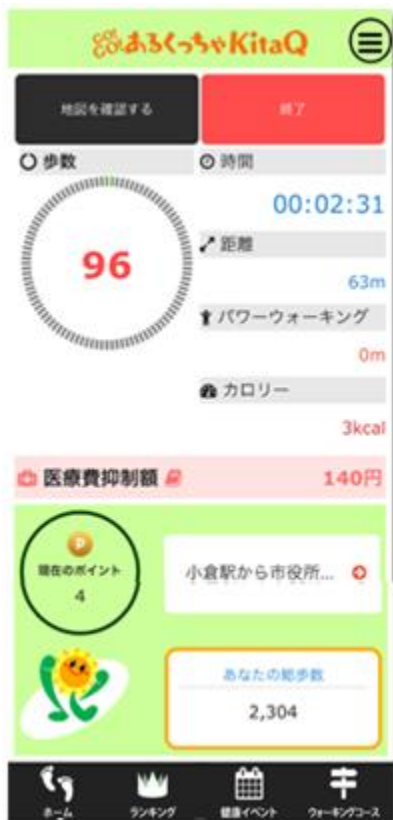 GO!GO!あるくっちゃKitaQ
地図を確認する
終了
歩数
時間
96
00:02:31
距離
63m
パワーウォーキング
0m
カロリー
3kcal
医療費抑制額
140円
P
現在のポイント
4
小倉駅から市役所...
あなたの総歩数
2,304
ホーム
ランキング
健康イベント
ウォーキングコース